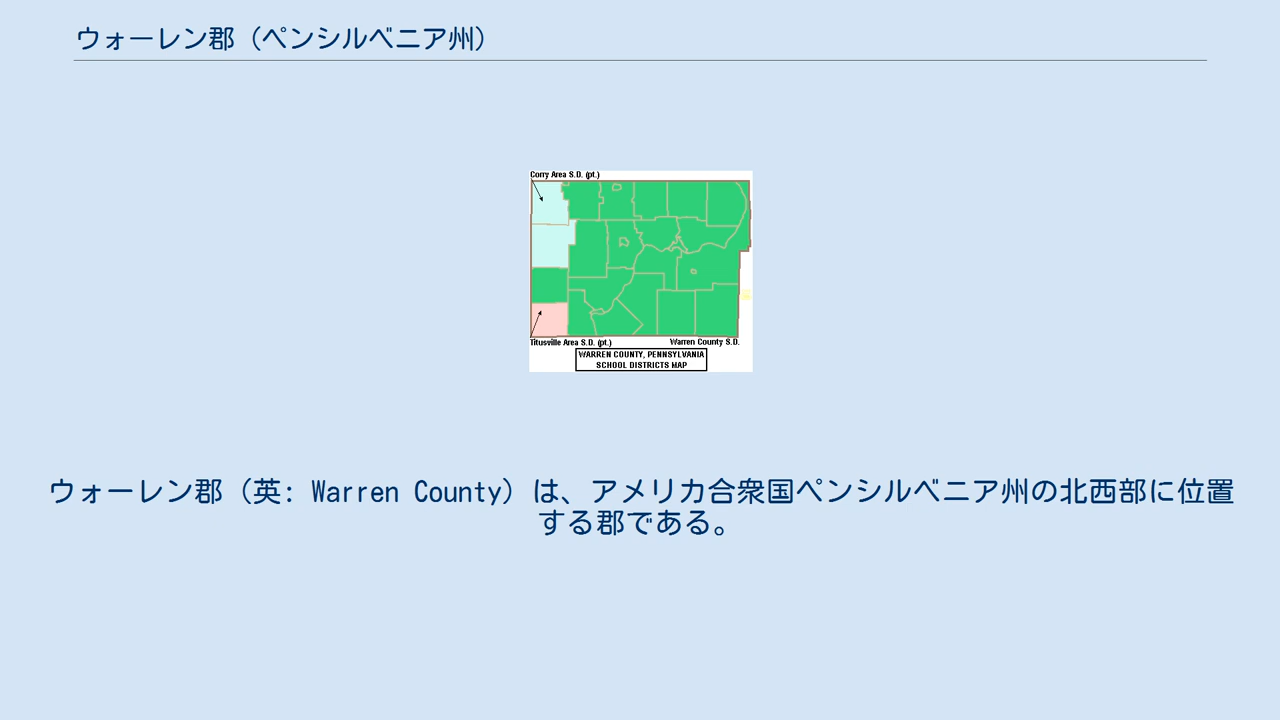 ウォーレン郡（ペンシルベニア州）
Corry Area S.D. (pt.)
Titusville Area S.D. (pt.) Warren County S.D.
WARREN COUNTY, PENNSYLVANIA
SCHOOL DISTRICTS MAP
ウォーレン郡（英: Warren County）は、アメリカ合衆国ペンシルベニア州の北西部に位置
する郡である。